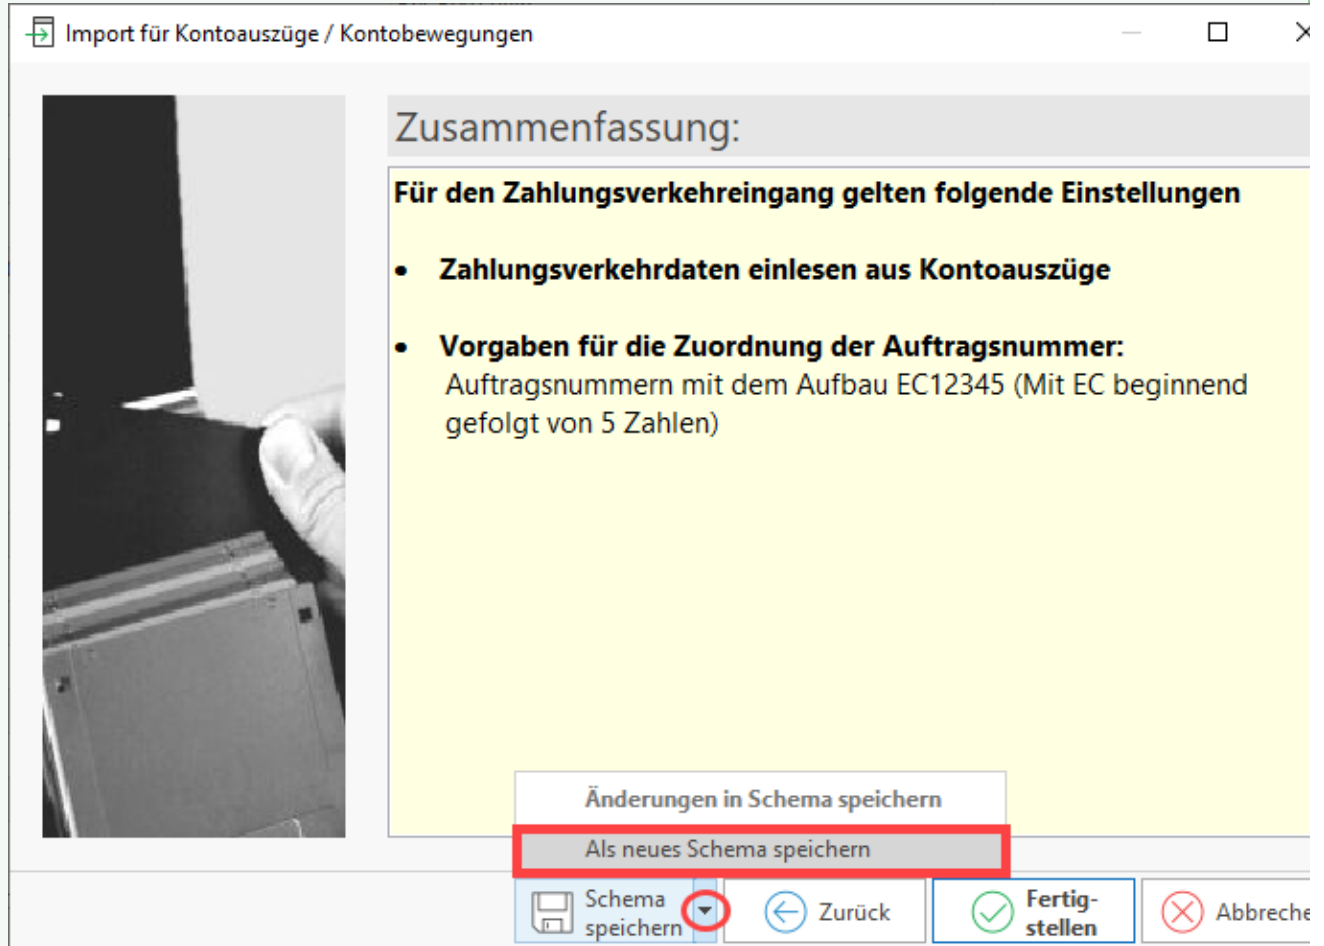 Import für Kontoauszüge / Kontobewegungen
Zusammenfassung:
Für den Zahlungsverkehreingang gelten folgende Einstellungen
• Zahlungsverkehrdaten einlesen aus Kontoauszüge
• Vorgaben für die Zuordnung der Auftragsnummer:
Auftragsnummern mit dem Aufbau EC12345 (Mit EC beginnend
gefolgt von 5 Zahlen)
Änderungen in Schema speichern
Als neues Schema speichern
Schema
speichern
Zurück
Fertig-
stellen
Abbreche